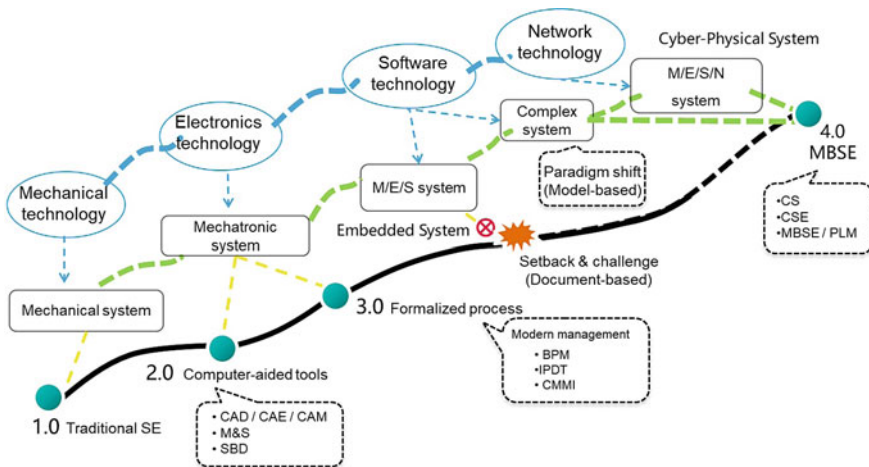 Network
technology
Cyber-Physical System
Software
technology
M/E/S/N
system
Electronics
technology
Complex
system
4.0
MBSE
Mechanical
technology
M/E/S system
Paradigm shift
(Model-based)
•CS
•CSE
•MBSE / PLM
Mechatronic
system
Embedded System
Setback & challenge
(Document-based)
Mechanical system
3.0 Formalized process
Modern management
• BPM
•IPDT
• CMMI
2.0 Computer-aided tools
• CAD / CAE / CAM
• M&S
• SBD
1.0 Traditional SE